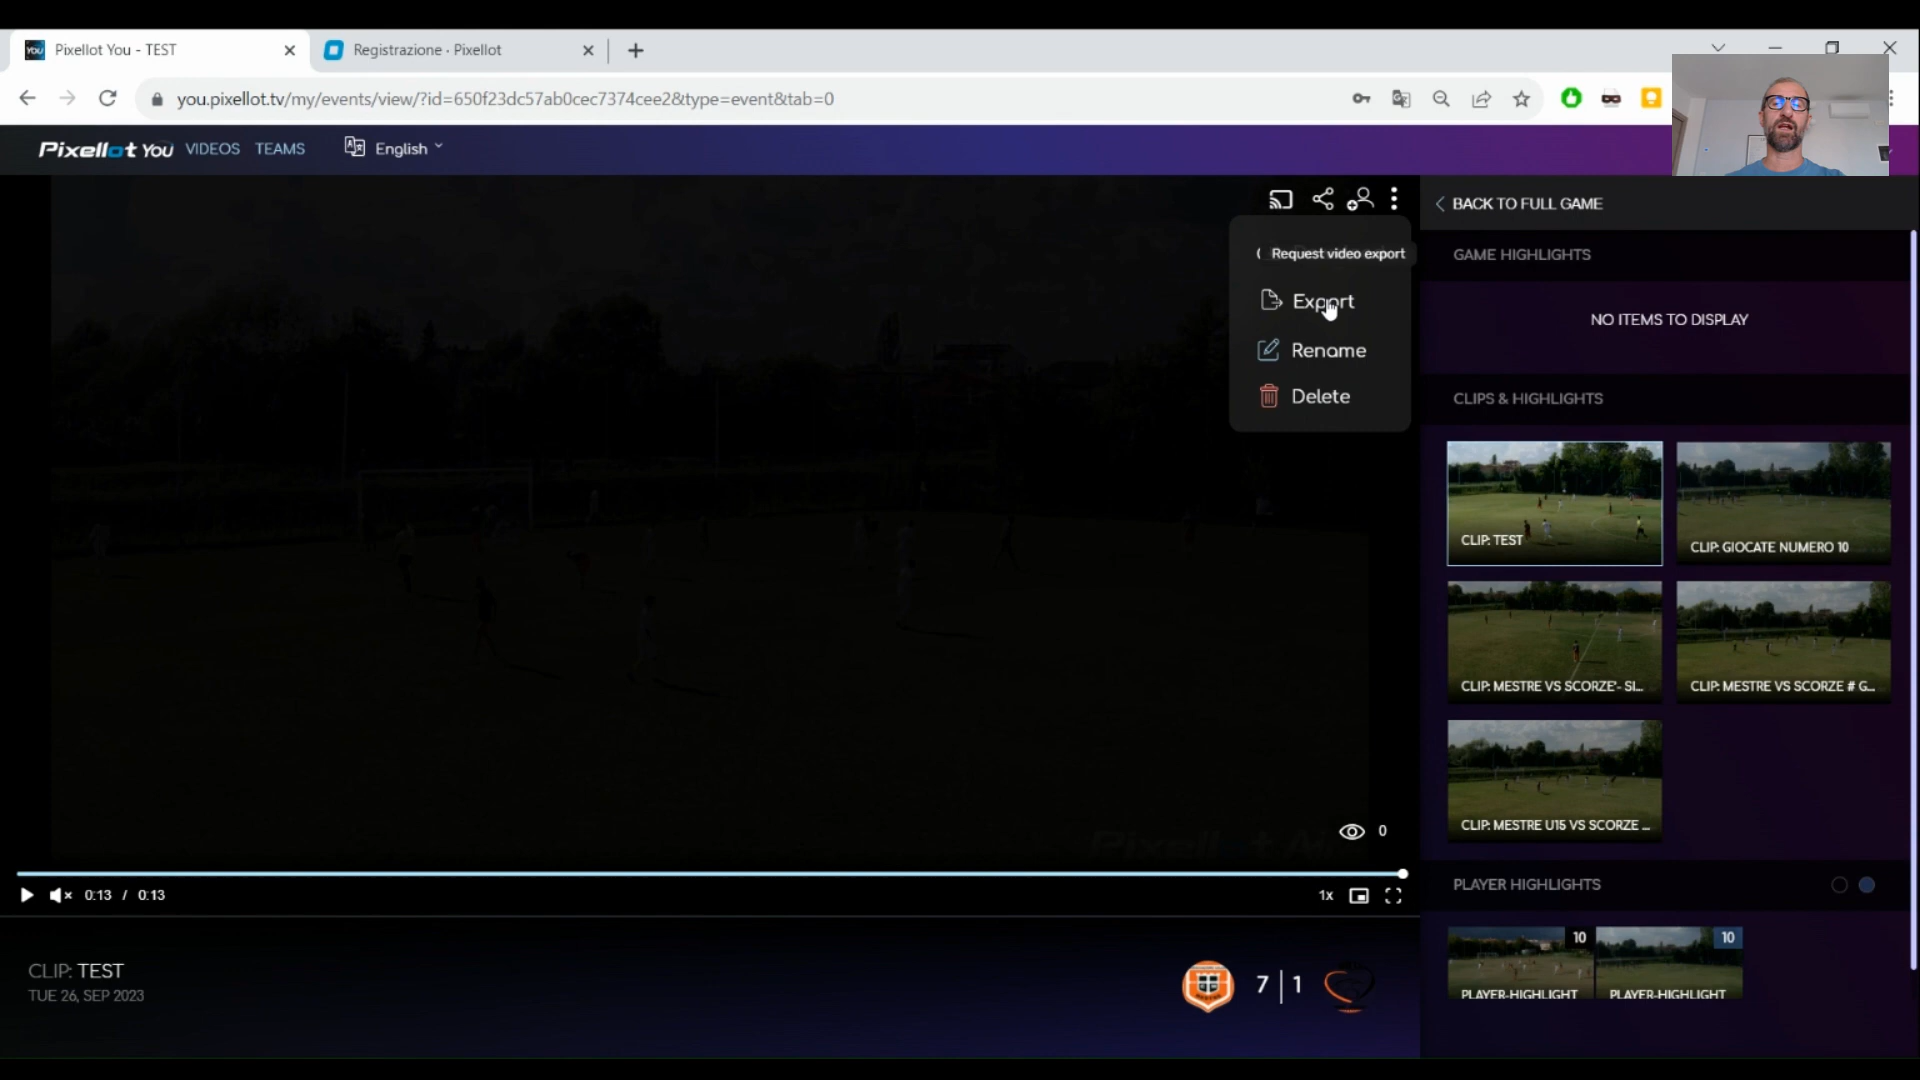 Pixellot You - TEST
Registrazione · Pixellot
you.pixellot.tv/my/events/view/?id=650f23dc57ab0cec7374cee2&type=event&tab=0
Pixellot You VIDEOS TEAMS English
BACK TO FULL GAME
Request video export
Export
Rename
Delete
GAME HIGHLIGHTS
NO ITEMS TO DISPLAY
CLIPS & HIGHLIGHTS
CLIP: TEST
CLIP: GIOCATE NUMERO 10
CLIP: MESTRE VS SCORZE'- SI...
CLIP: MESTRE VS SCORZE # G...
CLIP: MESTRE U15 VS SCORZE ...
0
0:13 / 0:13
1x
PLAYER HIGHLIGHTS
10
10
PLAYER-HIGHLIGHT
PLAYER-HIGHLIGHT
CLIP: TEST
TUE 26, SEP 2023
7 | 1